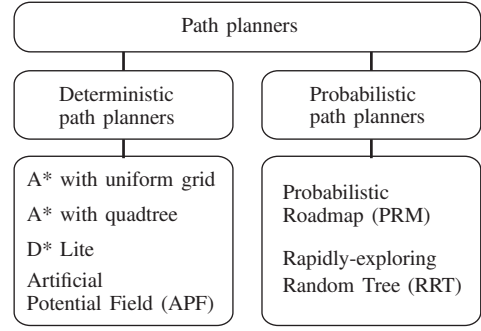 Path planners
Deterministic
path planners
Probabilistic
path planners
A* with uniform grid
A* with quadtree
D* Lite
Artificial
Potential Field (APF)
Probabilistic
Roadmap (PRM)
Rapidly-exploring
Random Tree (RRT)